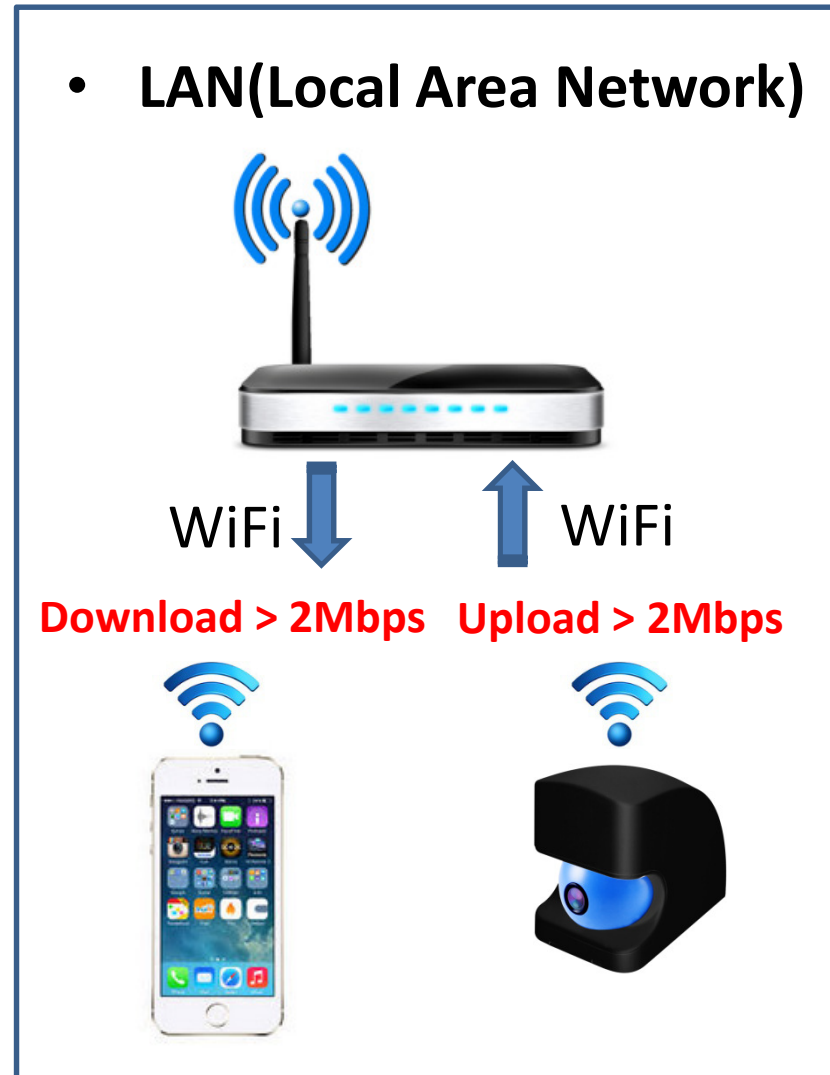 • LAN(Local Area Network)
WiFi WiFi
Download > 2Mbps Upload > 2Mbps